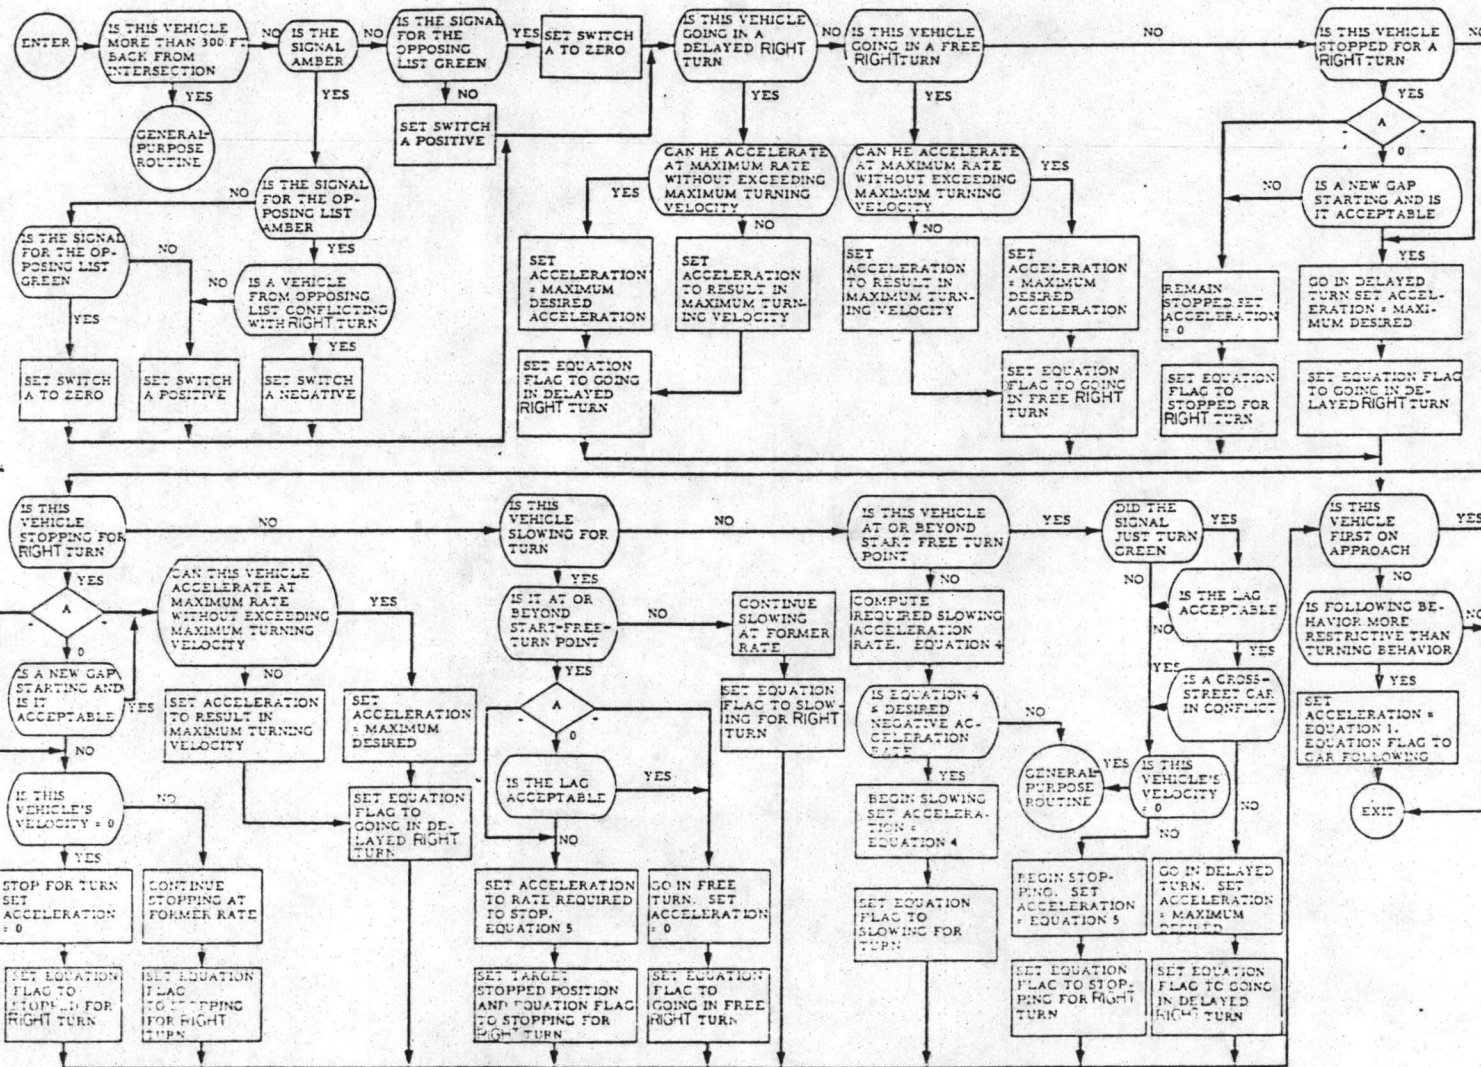 ENTER
IS THIS VEHICLE
MORE THAN 300 FT
BACK FROM
INTERSECTION
NO
YES
GENERAL-
PURPOSE
ROUTINE
IS THE
SIGNAL
AMBER
NO
YES
IS THE SIGNAL
FOR THE
OPPOSING
LIST GREEN
YES
NO
SET SWITCH
A TO ZERO
SET SWITCH
A POSITIVE
IS THE SIGNAL
FOR THE OP-
POSING LIST
AMBER
NO
YES
IS THE SIGNAL
FOR THE OP-
POSING LIST
GREEN
NO
YES
IS A VEHICLE
FROM OPPOSING
LIST CONFLICTING
WITH RIGHT TURN
NO
YES
SET SWITCH
A TO ZERO
SET SWITCH
A POSITIVE
SET SWITCH
A NEGATIVE
IS THIS VEHICLE
GOING IN A
DELAYED RIGHT
TURN
NO
YES
CAN HE ACCELERATE
AT MAXIMUM RATE
WITHOUT EXCEEDING
MAXIMUM TURNING
VELOCITY
YES
NO
SET
ACCELERATION
= MAXIMUM
DESIRED
ACCELERATION
SET
ACCELERATION
TO RESULT IN
MAXIMUM TURN-
ING VELOCITY
SET EQUATION
FLAG TO GOING
IN DELAYED
RIGHT TURN
IS THIS VEHICLE
GOING IN A FREE
RIGHT TURN
NO
YES
CAN HE ACCELERATE
AT MAXIMUM RATE
WITHOUT EXCEEDING
MAXIMUM TURNING
VELOCITY
YES
NO
SET
ACCELERATION
TO RESULT IN
MAXIMUM TURN-
ING VELOCITY
SET
ACCELERATION
= MAXIMUM
DESIRED
ACCELERATION
SET EQUATION
FLAG TO GOING
IN FREE RIGHT
TURN
IS THIS VEHICLE
STOPPED FOR A
RIGHT TURN
NO
YES
A
0
IS A NEW GAP
STARTING AND IS
IT ACCEPTABLE
NO
YES
REMAIN
STOPPED SET
ACCELERATION
= 0
GO IN DELAYED
TURN SET ACCEL-
ERATION = MAXI-
MUM DESIRED
SET EQUATION
FLAG TO
STOPPED FOR
RIGHT TURN
SET EQUATION FLAG
TO GOING IN DE-
LAYED RIGHT TURN
IS THIS
VEHICLE
STOPPING FOR
RIGHT TURN
NO
YES
A
0
IS A NEW GAP
STARTING AND
IS IT
ACCEPTABLE
YES
NO
IS THIS
VEHICLE'S
VELOCITY = 0
NO
YES
STOP FOR TURN
SET
ACCELERATION
= 0
CONTINUE
STOPPING AT
FORMER RATE
SET EQUATION
FLAG TO
STOPPED FOR
RIGHT TURN
SET EQUATION
FLAG
TO STOPPING
FOR RIGHT
TURN
CAN THIS VEHICLE
ACCELERATE AT
MAXIMUM RATE
WITHOUT EXCEEDING
MAXIMUM TURNING
VELOCITY
YES
NO
SET ACCELERATION
TO RESULT IN
MAXIMUM TURNING
VELOCITY
SET
ACCELERATION
= MAXIMUM
DESIRED
SET EQUATION
FLAG TO
GOING IN DE-
LAYED RIGHT
TURN
IS THIS
VEHICLE
SLOWING FOR
TURN
NO
YES
IS IT AT OR
BEYOND
START-FREE-
TURN POINT
NO
YES
CONTINUE
SLOWING
AT FORMER
RATE
SET EQUATION
FLAG TO SLOW-
ING FOR RIGHT
TURN
A
0
IS THE LAG
ACCEPTABLE
YES
NO
SET ACCELERATION
TO RATE REQUIRED
TO STOP.
EQUATION 5
GO IN FREE
TURN. SET
ACCELERATION
= 0
SET TARGET
STOPPED POSITION
AND EQUATION FLAG
TO STOPPING FOR
RIGHT TURN
SET EQUATION
FLAG TO
GOING IN FREE
RIGHT TURN
IS THIS VEHICLE
AT OR BEYOND
START FREE TURN
POINT
YES
NO
COMPUTE
REQUIRED SLOWING
ACCELERATION
RATE. EQUATION 4
IS EQUATION 4
≤ DESIRED
NEGATIVE AC-
CELERATION
RATE
NO
YES
GENERAL-
PURPOSE
ROUTINE
BEGIN SLOWING
SET ACCELERA-
TION =
EQUATION 4
SET EQUATION
FLAG TO
SLOWING FOR
TURN
DID THE
SIGNAL
JUST TURN
GREEN
YES
NO
IS THE LAG
ACCEPTABLE
NO
YES
IS A CROSS-
STREET CAR
IN CONFLICT
YES
NO
IS THIS
VEHICLE'S
VELOCITY
= 0
YES
NO
BEGIN STOP-
PING. SET
ACCELERATION
= EQUATION 5
GO IN DELAYED
TURN. SET
ACCELERATION
= MAXIMUM
DESIRED
SET EQUATION
FLAG TO STOP-
PING FOR RIGHT
TURN
SET EQUATION
FLAG TO GOING
IN DELAYED
RIGHT TURN
IS THIS
VEHICLE
FIRST ON
APPROACH
YES
NO
IS FOLLOWING BE-
HAVIOR MORE
RESTRICTIVE THAN
TURNING BEHAVIOR
NO
YES
SET
ACCELERATION =
EQUATION 1.
EQUATION FLAG TO
CAR FOLLOWING
EXIT